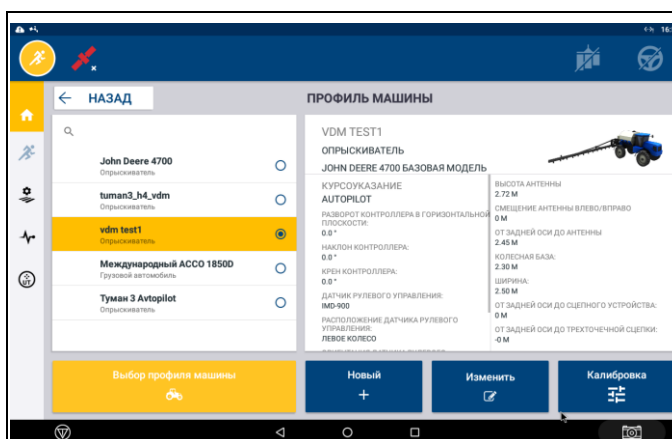 16:
НАЗАД
ПРОФИЛЬ МАШИНЫ
John Deere 4700
Опрыскиватель
tuman3_h4_vdm
Опрыскиватель
vdm test1
Опрыскиватель
Международный ACCO 1850D
Грузовой автомобиль
Туман 3 Avtopilot
Опрыскиватель
VDM TEST1
ОПРЫСКИВАТЕЛЬ
JOHN DEERE 4700 БАЗОВАЯ МОДЕЛЬ
КУРСОУКАЗАНИЕ
AUTOPILOT
РАЗВОРОТ КОНТРОЛЛЕРА В ГОРИЗОНТАЛЬНОЙ
ПЛОСКОСТИ:
0.0 °
НАКЛОН КОНТРОЛЛЕРА:
0.0 °
КРЕН КОНТРОЛЛЕРА:
0.0 °
ДАТЧИК РУЛЕВОГО УПРАВЛЕНИЯ:
IMD-900
РАСПОЛОЖЕНИЕ ДАТЧИКА РУЛЕВОГО
УПРАВЛЕНИЯ:
ЛЕВОЕ КОЛЕСО
ВЫСОТА АНТЕННЫ
2.72 М
СМЕЩЕНИЕ АНТЕННЫ ВЛЕВО/ВПРАВО
0 М
ОТ ЗАДНЕЙ ОСИ ДО АНТЕННЫ
2.45 М
КОЛЕСНАЯ БАЗА:
2.30 М
ШИРИНА:
2.50 М
ОТ ЗАДНЕЙ ОСИ ДО СЦЕПНОГО УСТРОЙСТВА:
0 М
ОТ ЗАДНЕЙ ОСИ ДО ТРЕХТОЧЕЧНОЙ СЦЕПКИ:
-0 М
Выбор профиля машины
Новый
Изменить
Калибровка
UT